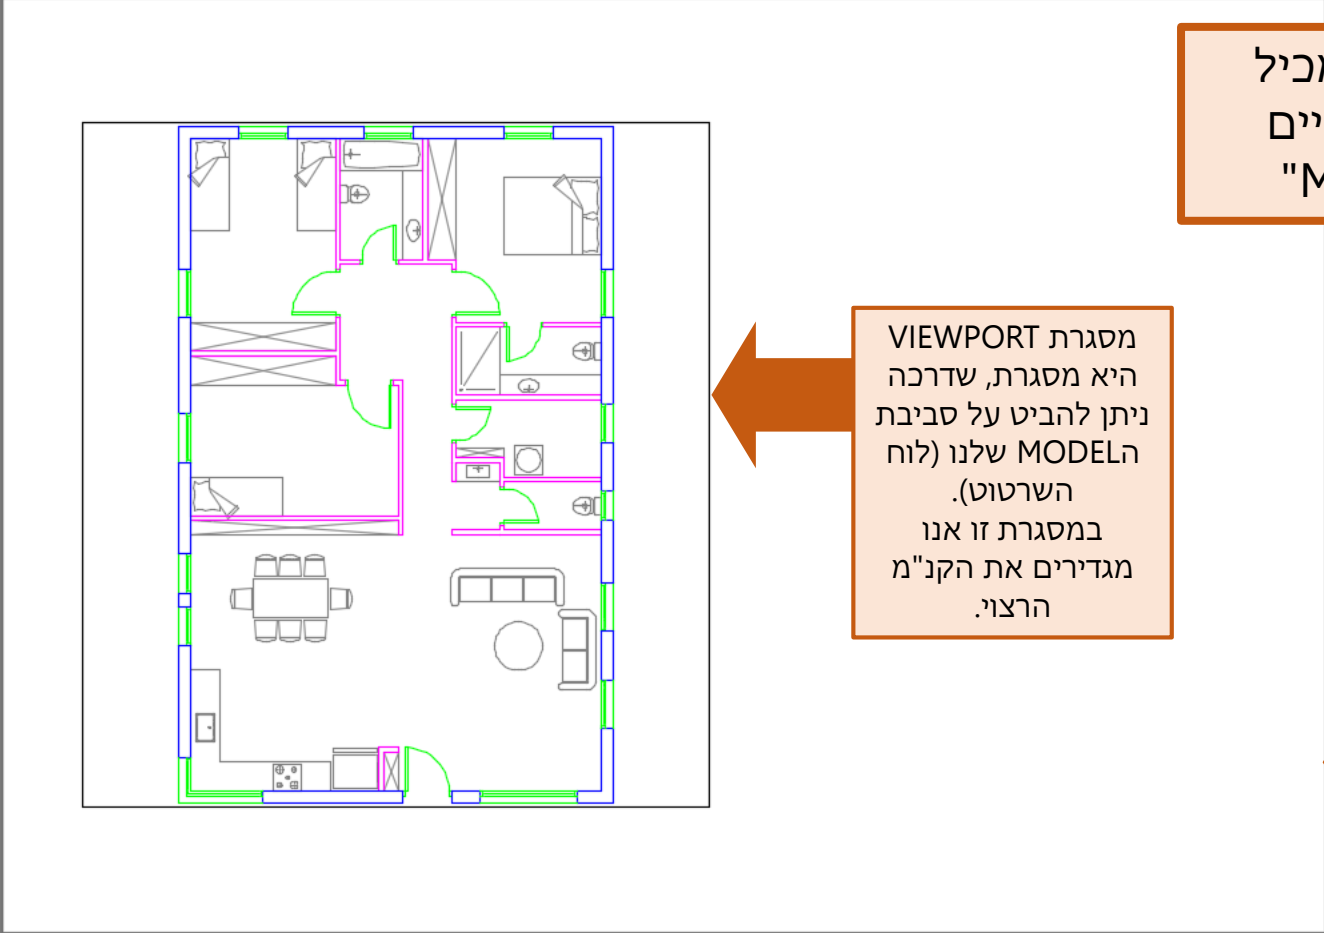 יים
מסגרת VIEWPORT
היא מסגרת, שדרכה
ניתן להביט על סביבת
הMODEL שלנו (לוח
השרטוט).
במסגרת זו אנו
מגדירים את הקנ"מ
הרצוי.